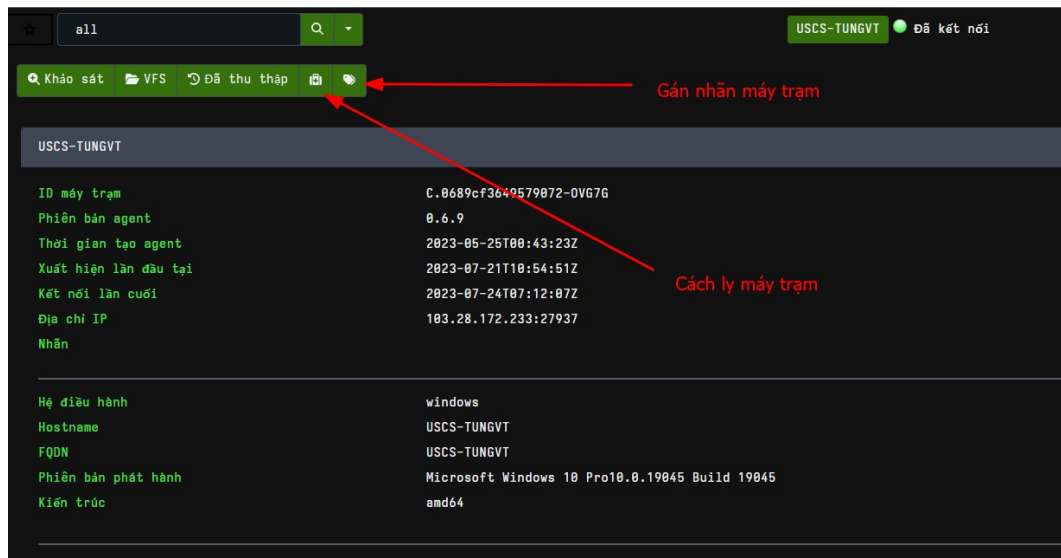 all
USCS-TUNGVT Đã kết nối
Khảo sát VFS Đã thu thập
Gán nhãn máy trạm
USCS-TUNGVT
ID máy trạm C.0689cf3649579072-OVG7G
Phiên bản agent 0.6.9
Thời gian tạo agent 2023-05-25T00:43:23Z
Xuất hiện lần đầu tại 2023-07-21T10:54:51Z
Cách ly máy trạm
Kết nối lần cuối 2023-07-24T07:12:07Z
Địa chỉ IP 103.28.172.233:27937
Nhãn
Hệ điều hành windows
Hostname USCS-TUNGVT
FQDN USCS-TUNGVT
Phiên bản phát hành Microsoft Windows 10 Pro10.0.19045 Build 19045
Kiến trúc amd64